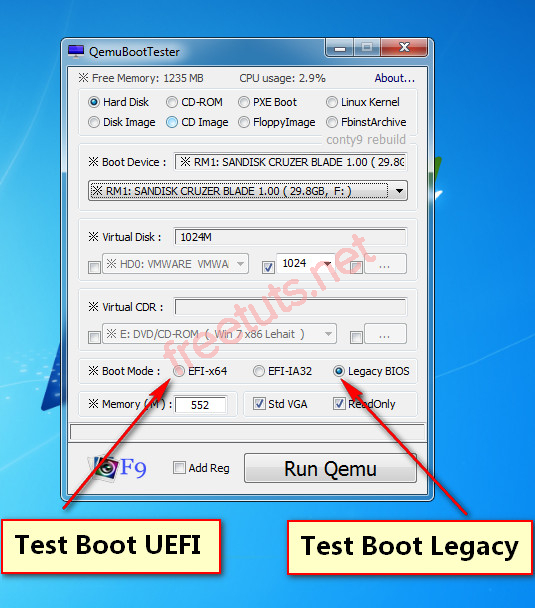 QemuBootTester
※ Free Memory: 1235 MB CPU usage: 2.9% About...
Hard Disk CD-ROM PXE Boot Linux Kernel
Disk Image CD Image FloppyImage FbinstArchive
conty9 rebuild
※ Boot Device : ※ RM1: SANDISK CRUZER BLADE 1.00 ( 29.8G
※ RM1: SANDISK CRUZER BLADE 1.00 ( 29.8GB, F: )
※ Virtual Disk : 1024M
※ HD0: VMWARE VMWA 1024 ...
※ Virtual CDR :
※ E: DVD/CD-ROM ( Win 7 x86 Lehait ) ...
freetuts.net
※ Boot Mode : EFI-x64 EFI-IA32 Legacy BIOS
※ Memory ( M ) : 552 Std VGA ReadOnly
F9 Add Reg Run Qemu
Test Boot UEFI
Test Boot Legacy